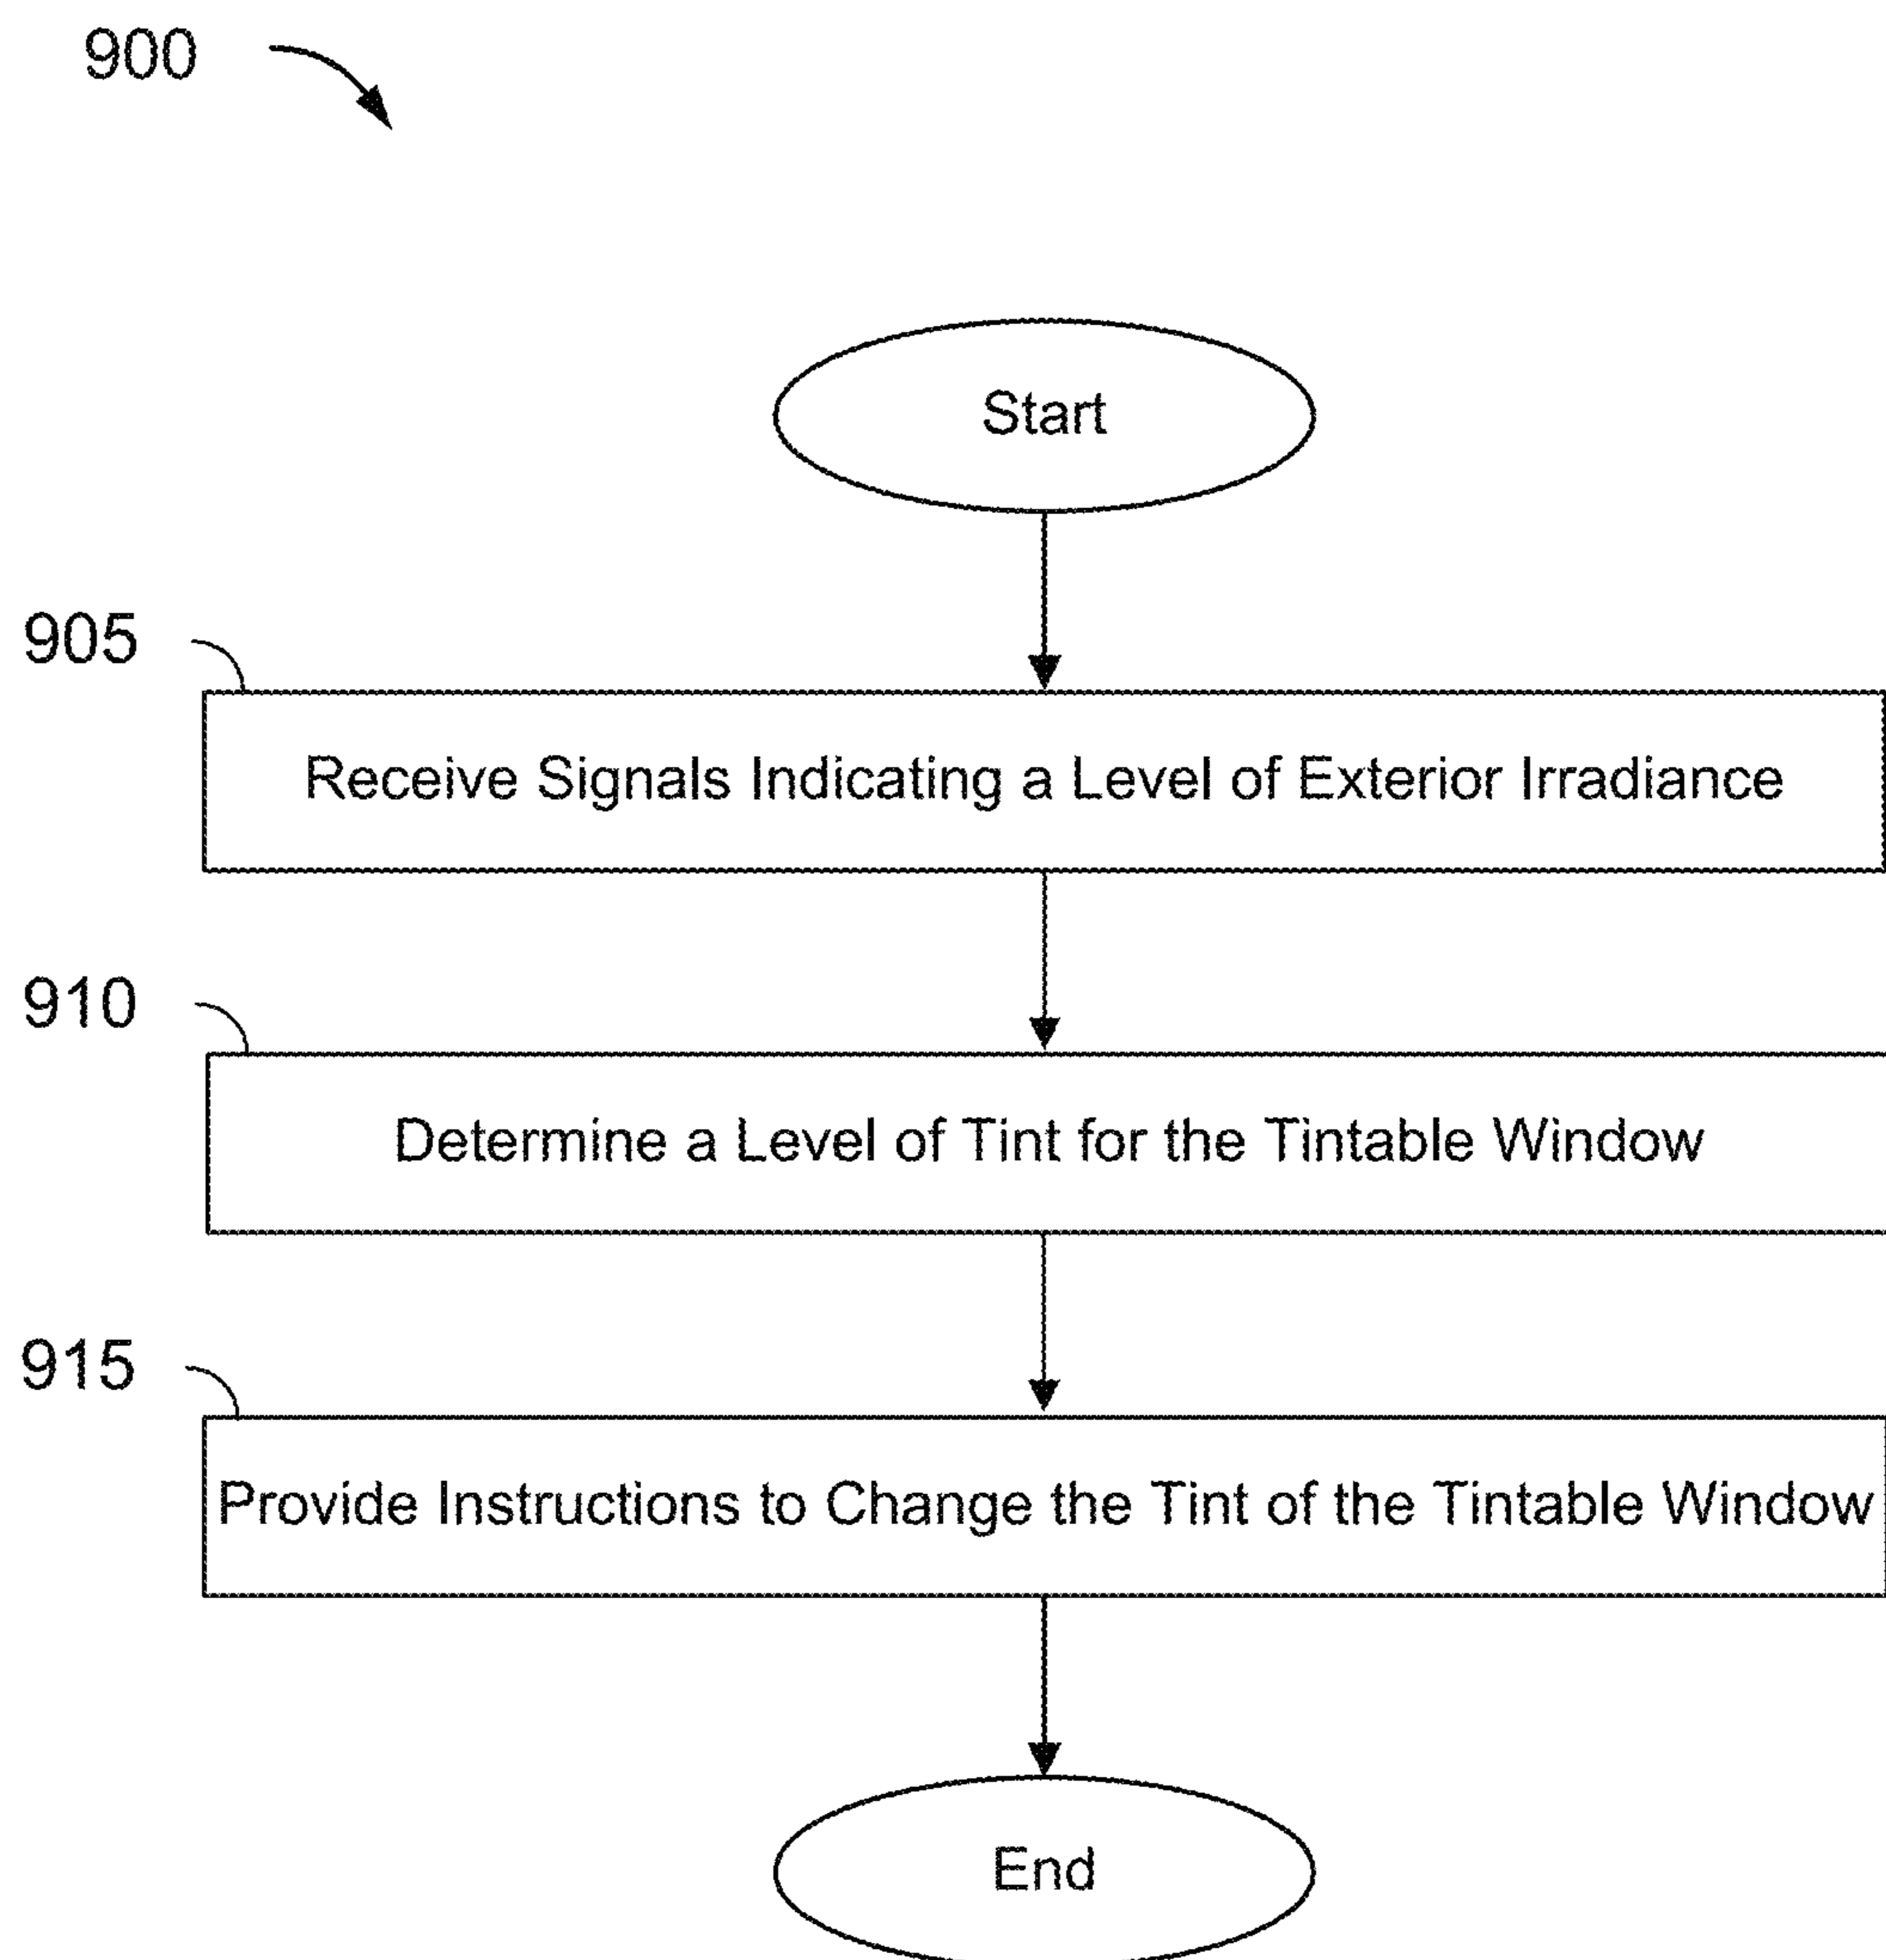 900
Start
905
Receive Signals Indicating a Level of Exterior Irradiance
910
Determine a Level of Tint for the Tintable Window
915
Provide Instructions to Change the Tint of the Tintable Window
End